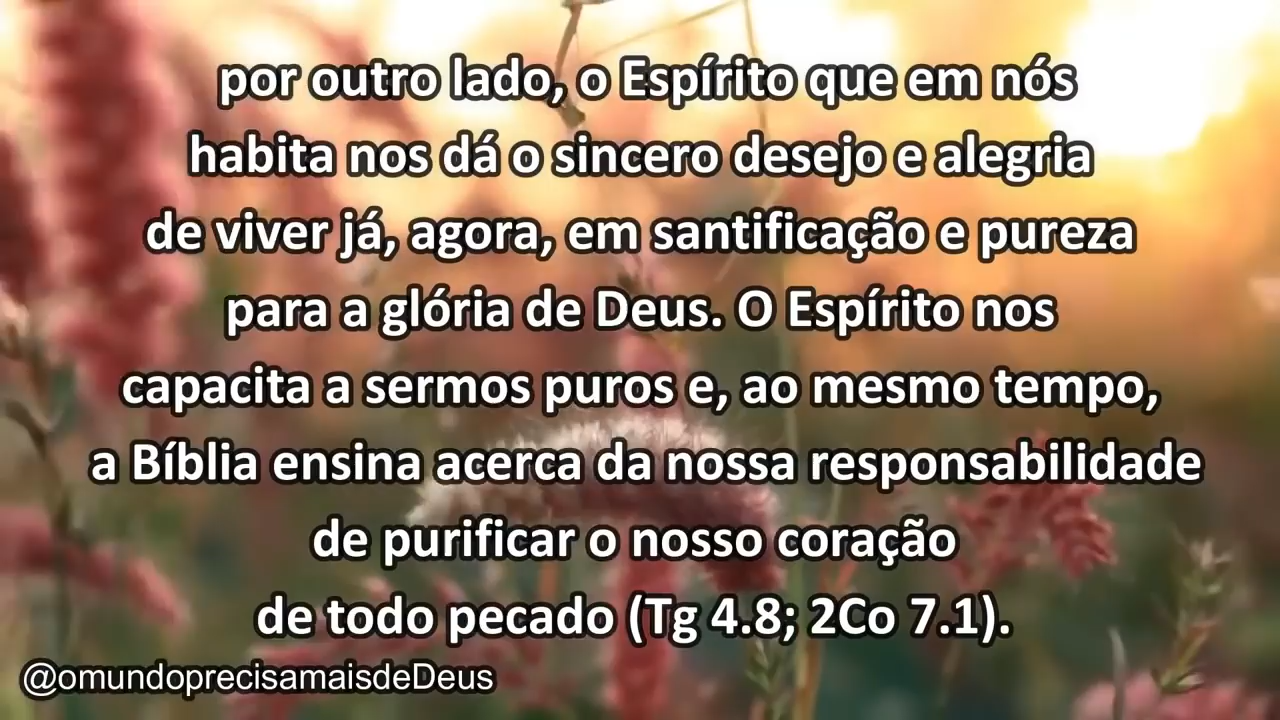 por outro lado, o Espírito que em nós
habita nos dá o sincero desejo e alegria
de viver já, agora, em santificação e pureza
para a glória de Deus. O Espírito nos
capacita a sermos puros e, ao mesmo tempo,
a Bíblia ensina acerca da nossa responsabilidade
de purificar o nosso coração
de todo pecado (Tg 4.8; 2Co 7.1).
@omundoprecisamaisdeDeus